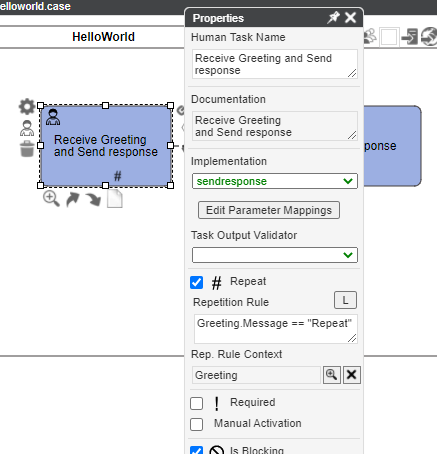 elloworld.case
Properties
HelloWorld
Human Task Name
Receive Greeting and Send
response
Documentation
Receive Greeting
and Send response
Receive Greeting
and Send response
#
ponse
Implementation
sendresponse
Edit Parameter Mappings
Task Output Validator
# Repeat
Repetition Rule
L
Greeting.Message == "Repeat"
Rep. Rule Context
Greeting
! Required
Manual Activation
Is Blocking